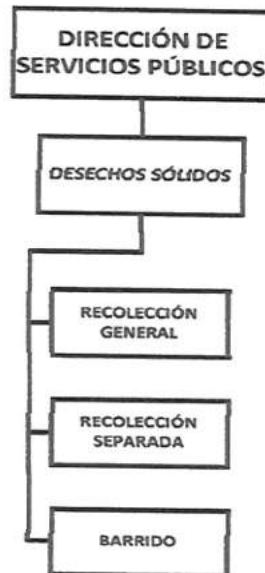 DIRECCIÓN DE
SERVICIOS PÚBLICOS
DESECHOS SÓLIDOS
RECOLECCIÓN
GENERAL
RECOLECCIÓN
SEPARADA
BARRIDO